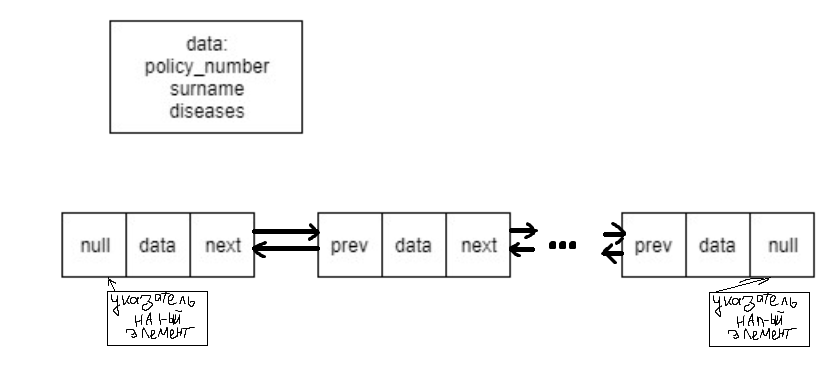 data:
policy_number
surname
diseases
null data next prev data next ... prev data null
указатель
на 1-ый
элемент
указатель
на n-ый
элемент